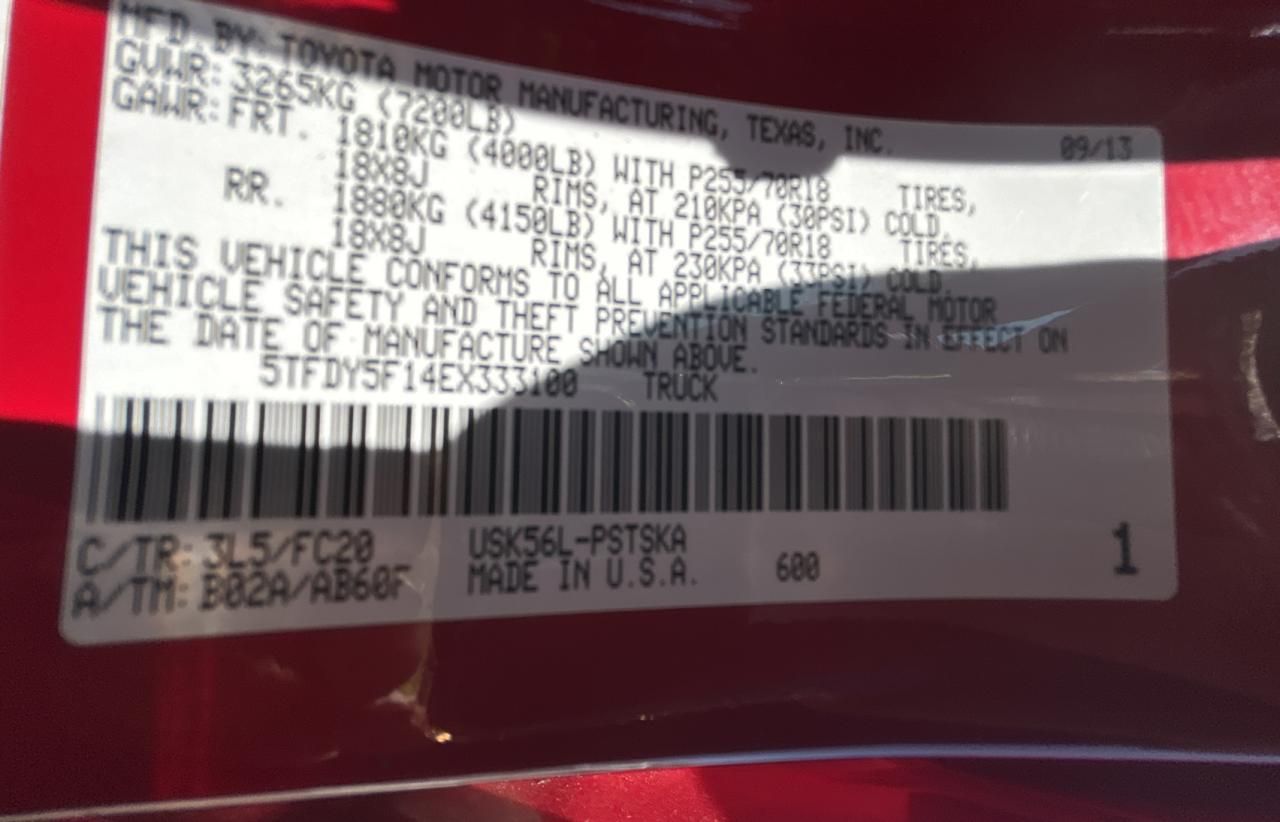 MFD. BY: TOYOTA MOTOR MANUFACTURING, TEXAS, INC. 09/13
GVWR: 3265KG (7200LB)
GAWR: FRT. 1810KG (4000LB) WITH P255/70R18 TIRES,
18X8J RIMS, AT 210KPA (30PSI) COLD.
RR. 1880KG (4150LB) WITH P255/70R18 TIRES,
18X8J RIMS, AT 230KPA (33PSI) COLD.
THIS VEHICLE CONFORMS TO ALL APPLICABLE FEDERAL MOTOR
VEHICLE SAFETY AND THEFT PREVENTION STANDARDS IN EFFECT ON
THE DATE OF MANUFACTURE SHOWN ABOVE.
5TFDY5F14EX333100 TRUCK
C/TR: 3L5/FC20 USK56L-PSTSKA
A/TM: B02A/AB60F MADE IN U.S.A. 600 1